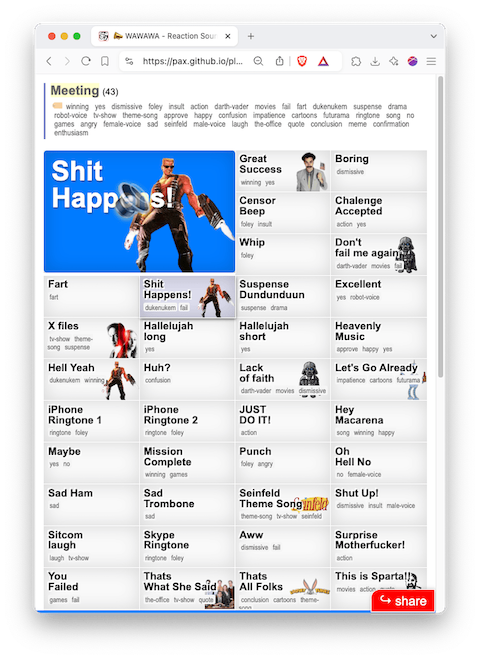 WAWAWA - Reaction Soun
https://pax.github.io/pl...
Meeting (43)
winning yes dismissive foley insult action darth-vader movies fail fart dukenukem suspense drama
robot-voice tv-show theme-song approve happy confusion impatience cartoons futurama ringtone song no
games angry female-voice sad seinfeld male-voice laugh the-office quote conclusion meme confirmation
enthusiasm
Shit
Happens!
Great
Success
winning yes
Boring
dismissive
Censor
Beep
foley insult
Chalenge
Accepted
action yes
Whip
foley
Don't
fail me again
darth-vader movies fail
Fart
fart
Shit
Happens!
dukenukem fail
Suspense
Dundunduun
suspense drama
Excellent
yes robot-voice
X files
tv-show theme-
song suspense
Hallelujah
long
yes
Hallelujah
short
yes
Heavenly
Music
approve happy yes
Hell Yeah
dukenukem winning
Huh?
confusion
Lack
of faith
darth-vader movies dismissive
Let's Go Already
impatience cartoons futurama
iPhone
Ringtone 1
ringtone foley
iPhone
Ringtone 2
ringtone foley
JUST
DO IT!
action
Hey
Macarena
song winning happy
Maybe
yes no
Mission
Complete
winning games
Punch
foley angry
Oh
Hell No
no female-voice
Sad Ham
sad
Sad
Trombone
sad
Seinfeld
Theme Song
theme-song tv-show seinfeld
Seinfeld
Shut Up!
dismissive insult male-voice
Sitcom
laugh
laugh tv-show
Skype
Ringtone
ringtone foley
Aww
dismissive fail
Surprise
Motherfucker!
action
You
Failed
games fail
Thats
What She Said
the-office tv-show quote
Thats
All Folks
conclusion cartoons theme-
song
This is Sparta!!
movies action quote
share